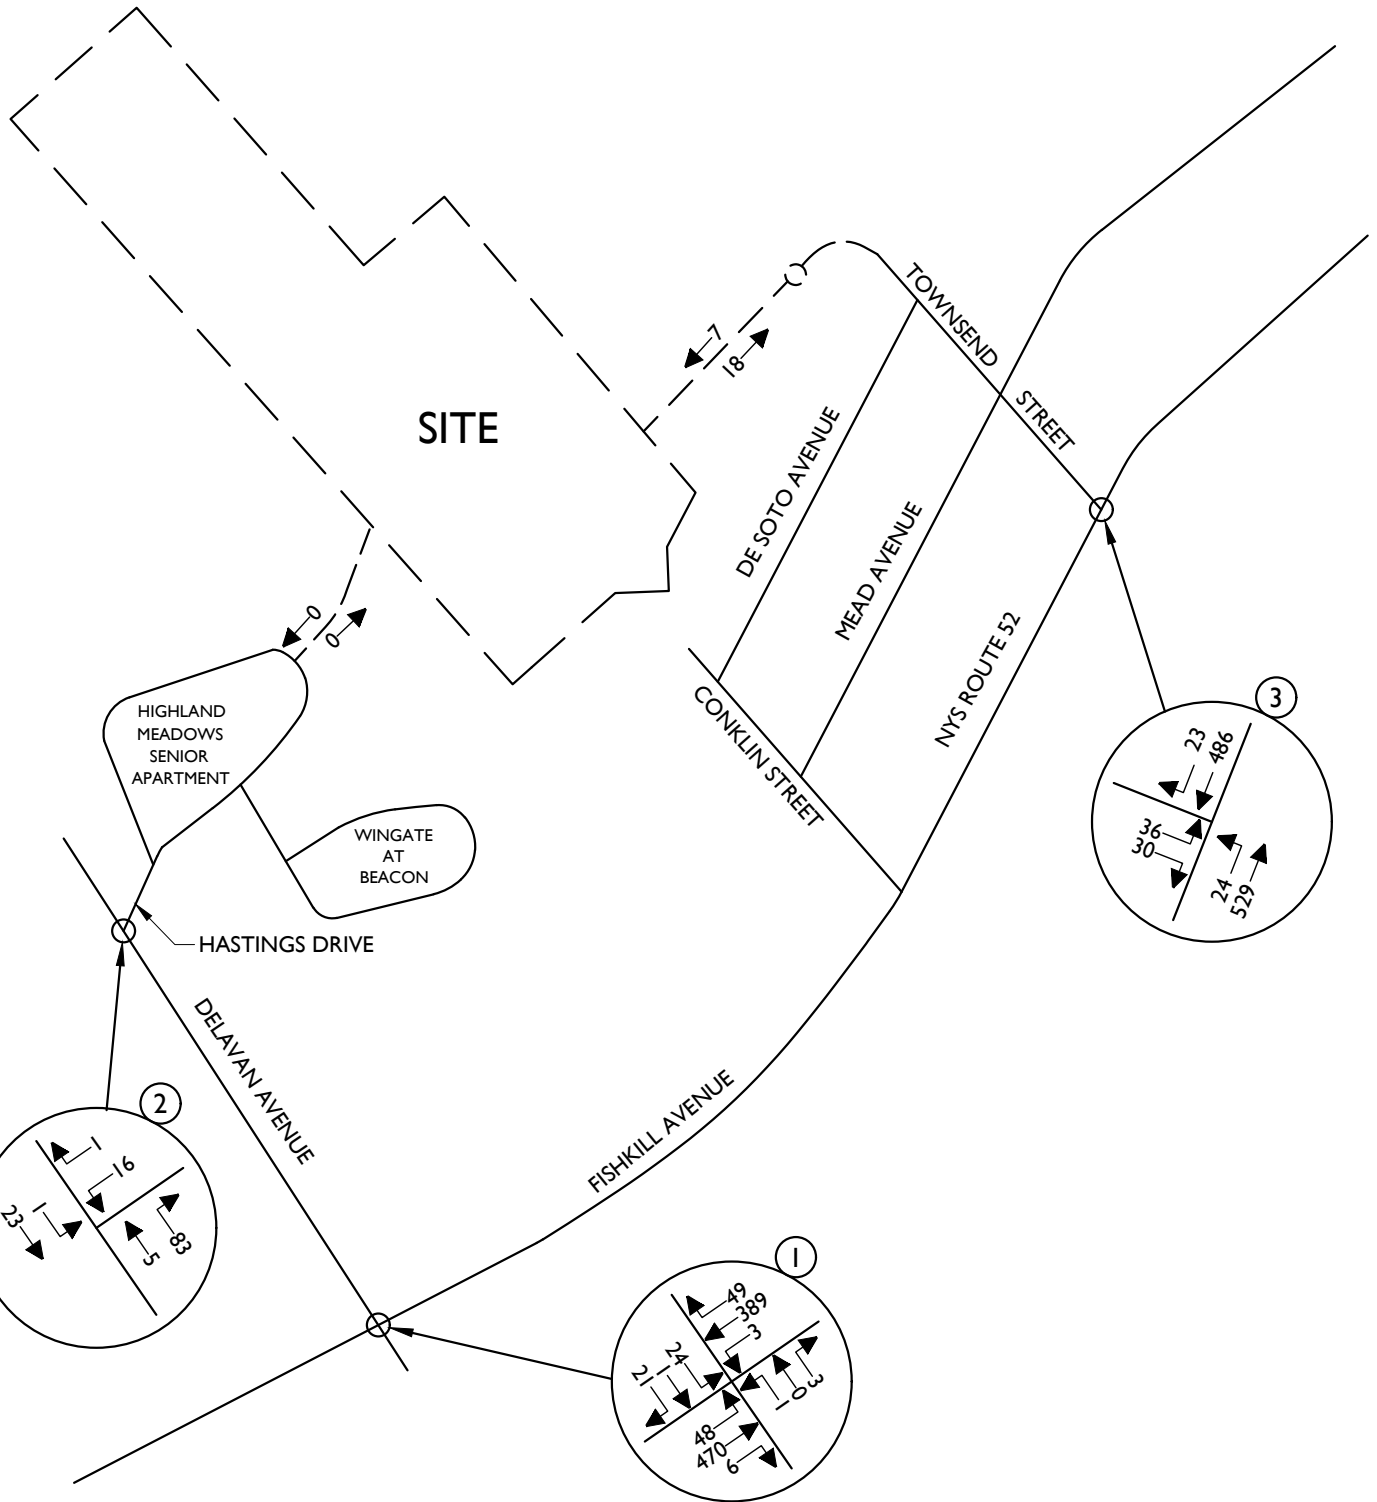 TOWNSEND STREET
7
18
SITE
DE SOTO AVENUE
MEAD AVENUE
NYS ROUTE 52
0
0
CONKLIN STREET
HIGHLAND
MEADOWS
SENIOR
APARTMENT
3
23
486
36
30
24
529
WINGATE
AT
BEACON
HASTINGS DRIVE
DELAVAN AVENUE
FISHKILL AVENUE
2
1
16
1
23
5
83
1
49
389
3
24
1
21
3
0
1
48
470
6